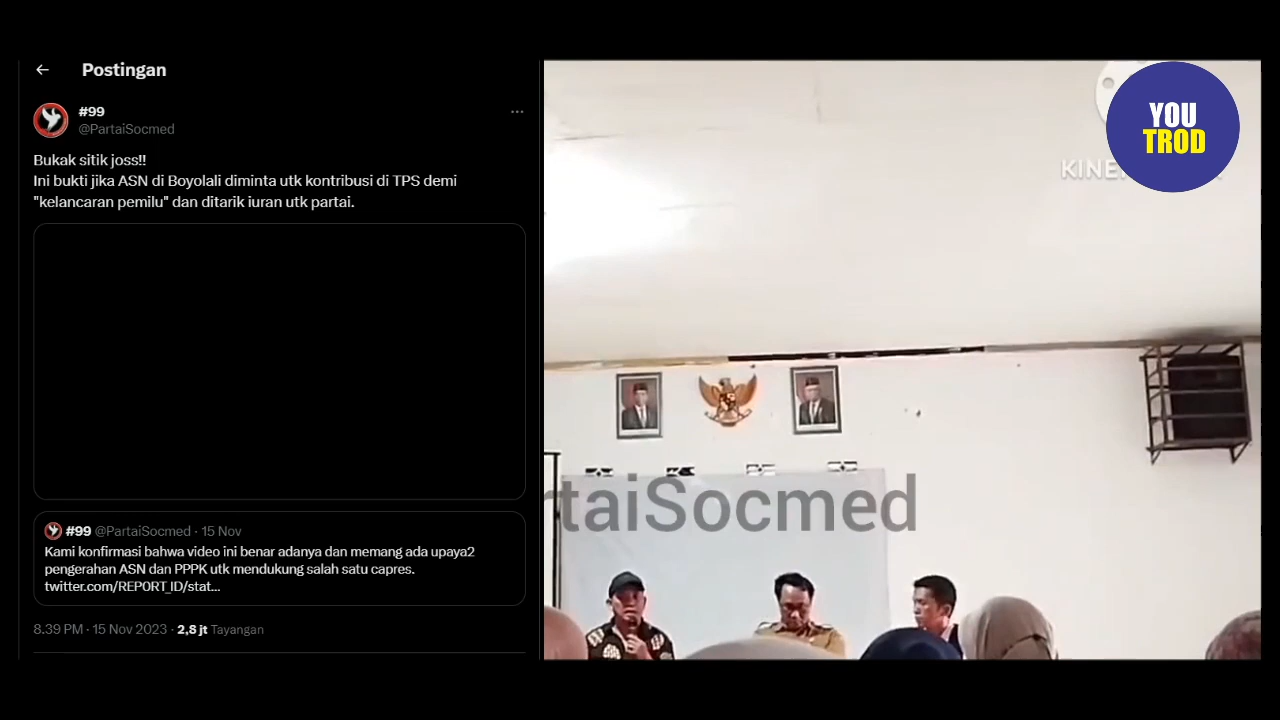 Postingan
#99
@PartaiSocmed
Bukak sitik joss!!
Ini bukti jika ASN di Boyolali diminta utk kontribusi di TPS demi
"kelancaran pemilu" dan ditarik iuran utk partai.
#99 @PartaiSocmed · 15 Nov
Kami konfirmasi bahwa video ini benar adanya dan memang ada upaya2
pengerahan ASN dan PPPK utk mendukung salah satu capres.
twitter.com/REPORT_ID/stat...
8.39 PM · 15 Nov 2023 · 2,8 jt Tayangan
YOU
TROD
KINE
rtaiSocmed